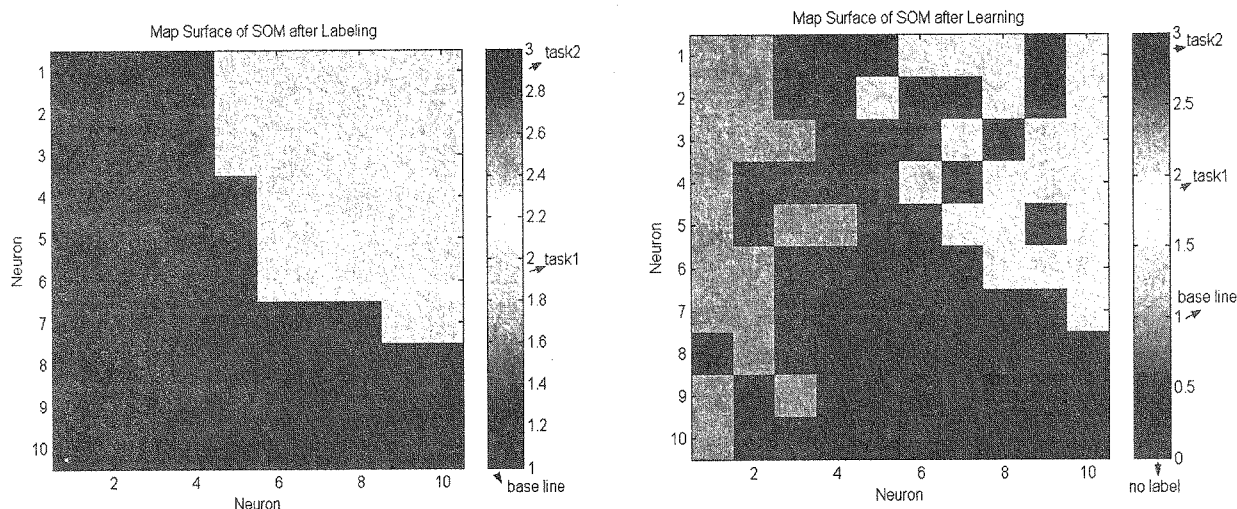 Map Surface of SOM after Labeling
Neuron
1
2
3
4
5
6
7
8
9
10
2 4 6 8 10
Neuron
3 task2
2.8
2.6
2.4
2.2
2 task1
1.8
1.6
1.4
1.2
1
base line
Map Surface of SOM after Learning
Neuron
1
2
3
4
5
6
7
8
9
10
2 4 6 8 10
Neuron
3
task2
2.5
2
task1
1.5
base line
1
0.5
0
no label